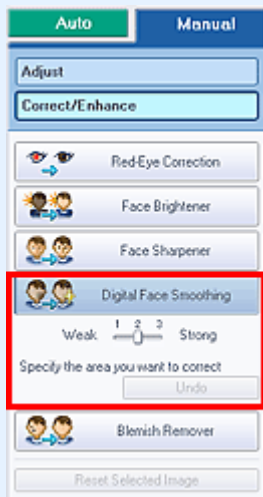 Auto Manual
Adjust
Correct/Enhance
Red-Eye Correction
Face Brightener
Face Sharpener
Digital Face Smoothing
1 2 3
Weak Strong
Specify the area you want to correct
Undo
Blemish Remover
Reset Selected Image